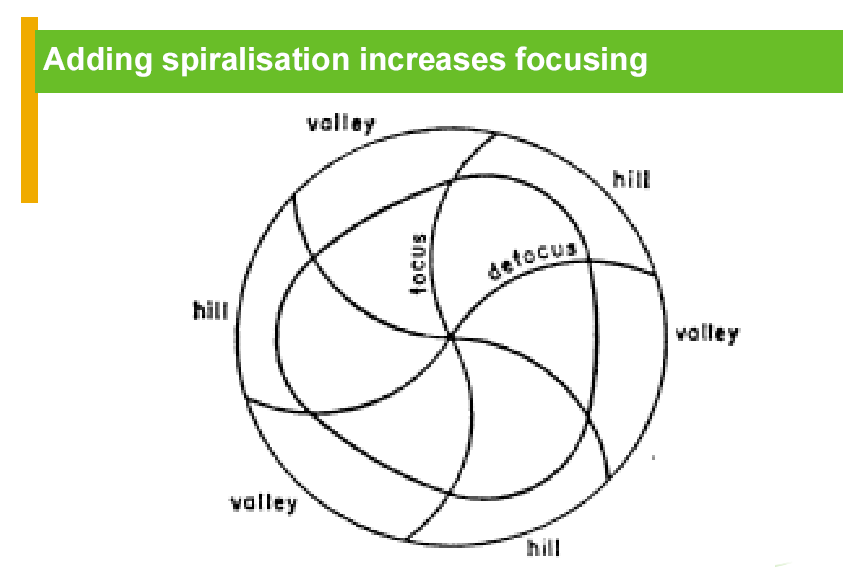 Adding spiralisation increases focusing
valley
hill
focus
defocus
hill
valley
valley
hill